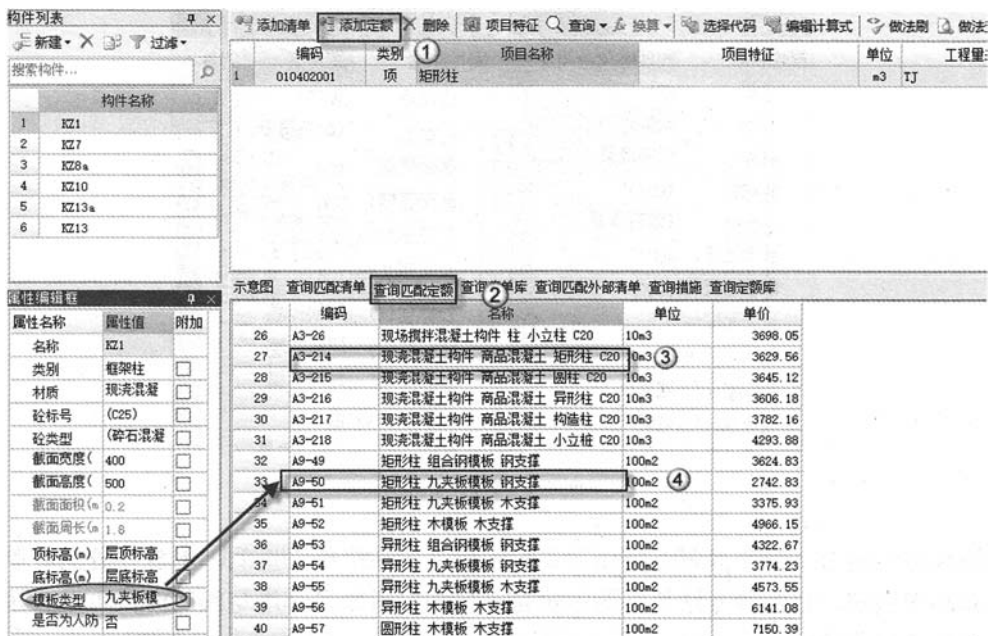 构件列表
新建 过滤
搜索构件...
构件名称
1 KZ1
2 KZ7
3 KZ8a
4 KZ10
5 KZ13a
6 KZ13
属性编辑框
属性名称 属性值 附加
名称 KZ1
类别 框架柱
材质 现浇混凝
砼标号 (C25)
砼类型 (碎石混凝
截面宽度( 400
截面高度( 500
截面面积(m 0.2
截面周长(m 1.8
顶标高(m) 层顶标高
底标高(m) 层底标高
模板类型 九夹板模
是否为人防 否
添加清单 添加定额 删除 项目特征 查询 换算 选择代码 编辑计算式 做法刷 做法
编码 类别 ① 项目名称 项目特征 单位 工程量
1 010402001 项 矩形柱 m3 TJ
示意图 查询匹配清单 查询匹配定额 查询 ② 单库 查询匹配外部清单 查询措施 查询定额库
编码 名称 单位 单价
26 A3-26 现场搅拌混凝土构件 柱 小立柱 C20 10m3 3698.05
27 A3-214 现浇混凝土构件 商品混凝土 矩形柱 C20 10m3 ③ 3629.56
28 A3-215 现浇混凝土构件 商品混凝土 圆柱 C20 10m3 3645.12
29 A3-216 现浇混凝土构件 商品混凝土 异形柱 C20 10m3 3606.18
30 A3-217 现浇混凝土构件 商品混凝土 构造柱 C20 10m3 3782.16
31 A3-218 现浇混凝土构件 商品混凝土 小立柱 C20 10m3 4293.88
32 A9-49 矩形柱 组合钢模板 钢支撑 100m2 3624.83
33 A9-50 矩形柱 九夹板模板 钢支撑 100m2 ④ 2742.83
34 A9-51 矩形柱 九夹板模板 木支撑 100m2 3375.93
35 A9-52 矩形柱 木模板 木支撑 100m2 4966.15
36 A9-53 异形柱 组合钢模板 钢支撑 100m2 4322.67
37 A9-54 异形柱 九夹板模板 钢支撑 100m2 3774.23
38 A9-55 异形柱 九夹板模板 木支撑 100m2 4573.55
39 A9-56 异形柱 木模板 木支撑 100m2 6141.08
40 A9-57 圆形柱 木模板 木支撑 100m2 7150.39